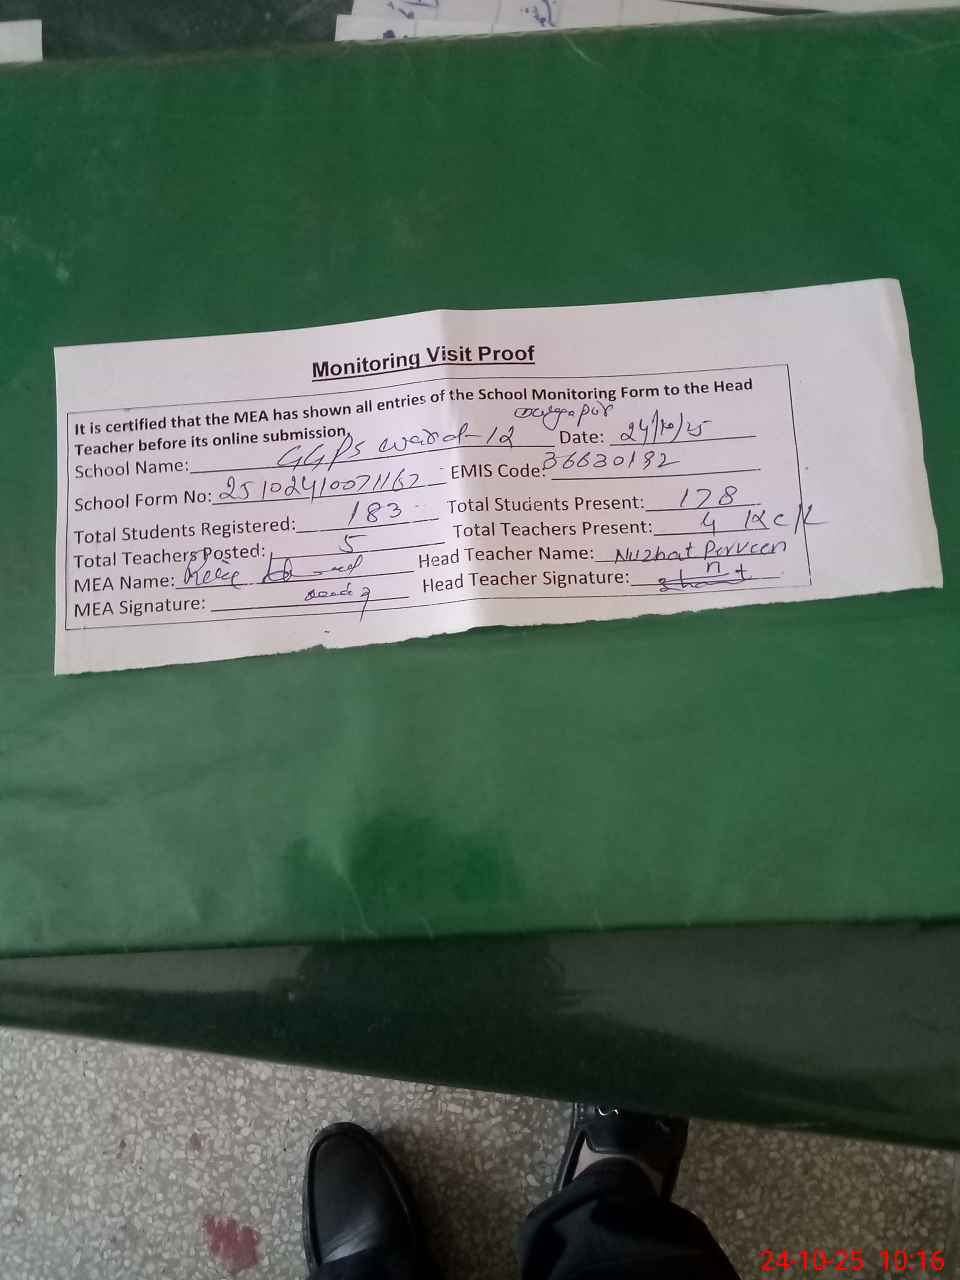 Monitoring Visit Proof
It is certified that the MEA has shown all entries of the School Monitoring Form to the Head
Teacher before its online submission.
School Name: GGPS ward-12 Date: 24/10/25
School Form No: 25102410071167 EMIS Code: 36630192
Total Students Registered: 183 Total Students Present: 178
Total Teachers Posted: 5 Total Teachers Present: 4
MEA Name: Head Teacher Name: Nuzhat Perveen
MEA Signature: Head Teacher Signature:
24-10-25 10:16